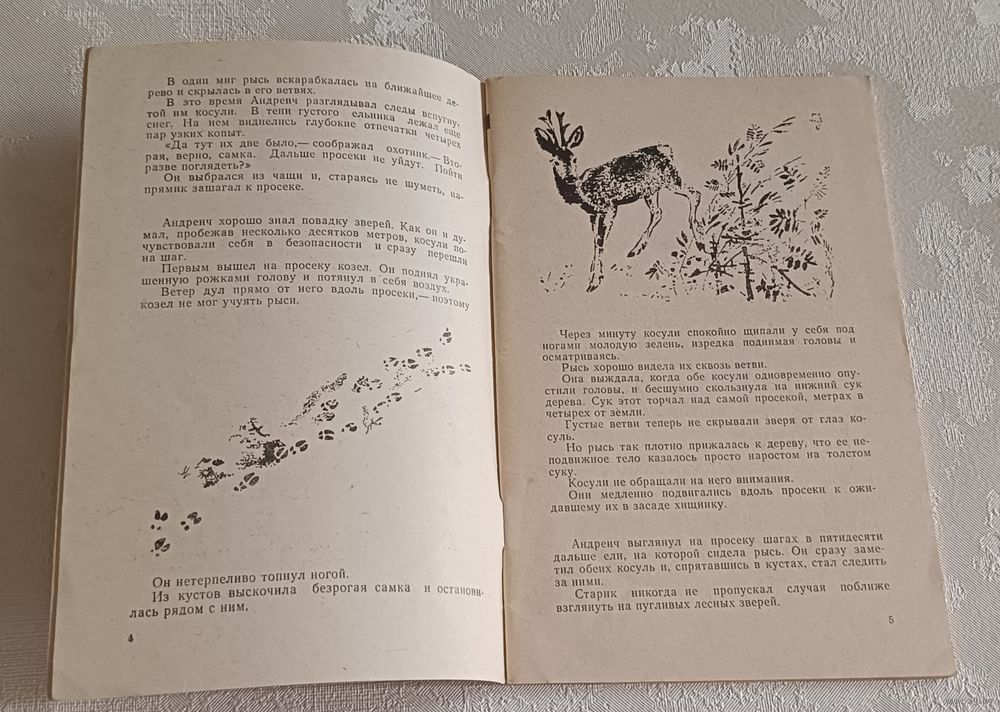 В один миг рысь вскарабкалась на ближайшее де-
рево и скрылась в его ветвях.
В это время Андреич разглядывал следы вспугну-
той им косули. В тени густого ельника лежал еще
снег. На нем виднелись глубокие отпечатки четырех
пар узких копыт.
«Да тут их две было,— соображал охотник.— Вто-
рая, верно, самка. Дальше просеки не уйдут. Пойти
разве поглядеть?»
Он выбрался из чащи и, стараясь не шуметь, на-
прямик зашагал к просеке.
Андреич хорошо знал повадку зверей. Как он и ду-
мал, пробежав несколько десятков метров, косули по-
чувствовали себя в безопасности и сразу перешли
на шаг.
Первым вышел на просеку козел. Он поднял укра-
шенную рожками голову и потянул в себя воздух.
Ветер дул прямо от него вдоль просеки,— поэтому
козел не мог учуять рыси.
Он нетерпеливо топнул ногой.
Из кустов выскочила безрогая самка и останови-
лась рядом с ним.
4
Через минуту косули спокойно щипали у себя под
ногами молодую зелень, изредка поднимая головы и
осматриваясь.
Рысь хорошо видела их сквозь ветви.
Она выждала, когда обе косули одновременно опу-
стили головы, и бесшумно скользнула на нижний сук
дерева. Сук этот торчал над самой просекой, метрах в
четырех от земли.
Густые ветви теперь не скрывали зверя от глаз ко-
суль.
Но рысь так плотно прижалась к дереву, что ее не-
подвижное тело казалось просто наростом на толстом
суку.
Косули не обращали на него внимания.
Они медленно подвигались вдоль просеки к ожи-
давшему их в засаде хищнику.
Андреич выглянул на просеку шагах в пятидесяти
дальше ели, на которой сидела рысь. Он сразу заме-
тил обеих косуль и, спрятавшись в кустах, стал следить
за ними.
Старик никогда не пропускал случая поближе
взглянуть на пугливых лесных зверей.
5